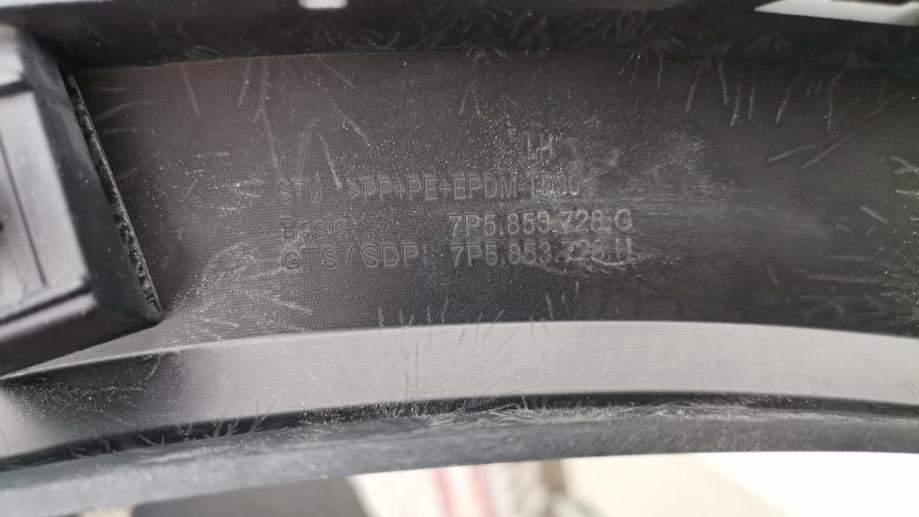 LH
STU >PP+PE+EPDM-TD30<
Basis 7P5.853.728.G
GTS/SDP 7P5.853.728.H